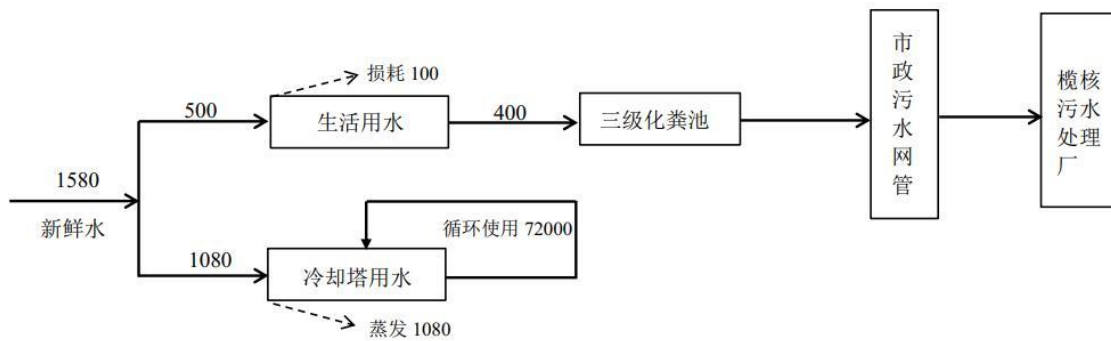 损耗 100
500
生活用水
400
三级化粪池
市政污水网管
榄核污水处理厂
1580
新鲜水
循环使用 72000
1080
冷却塔用水
蒸发 1080